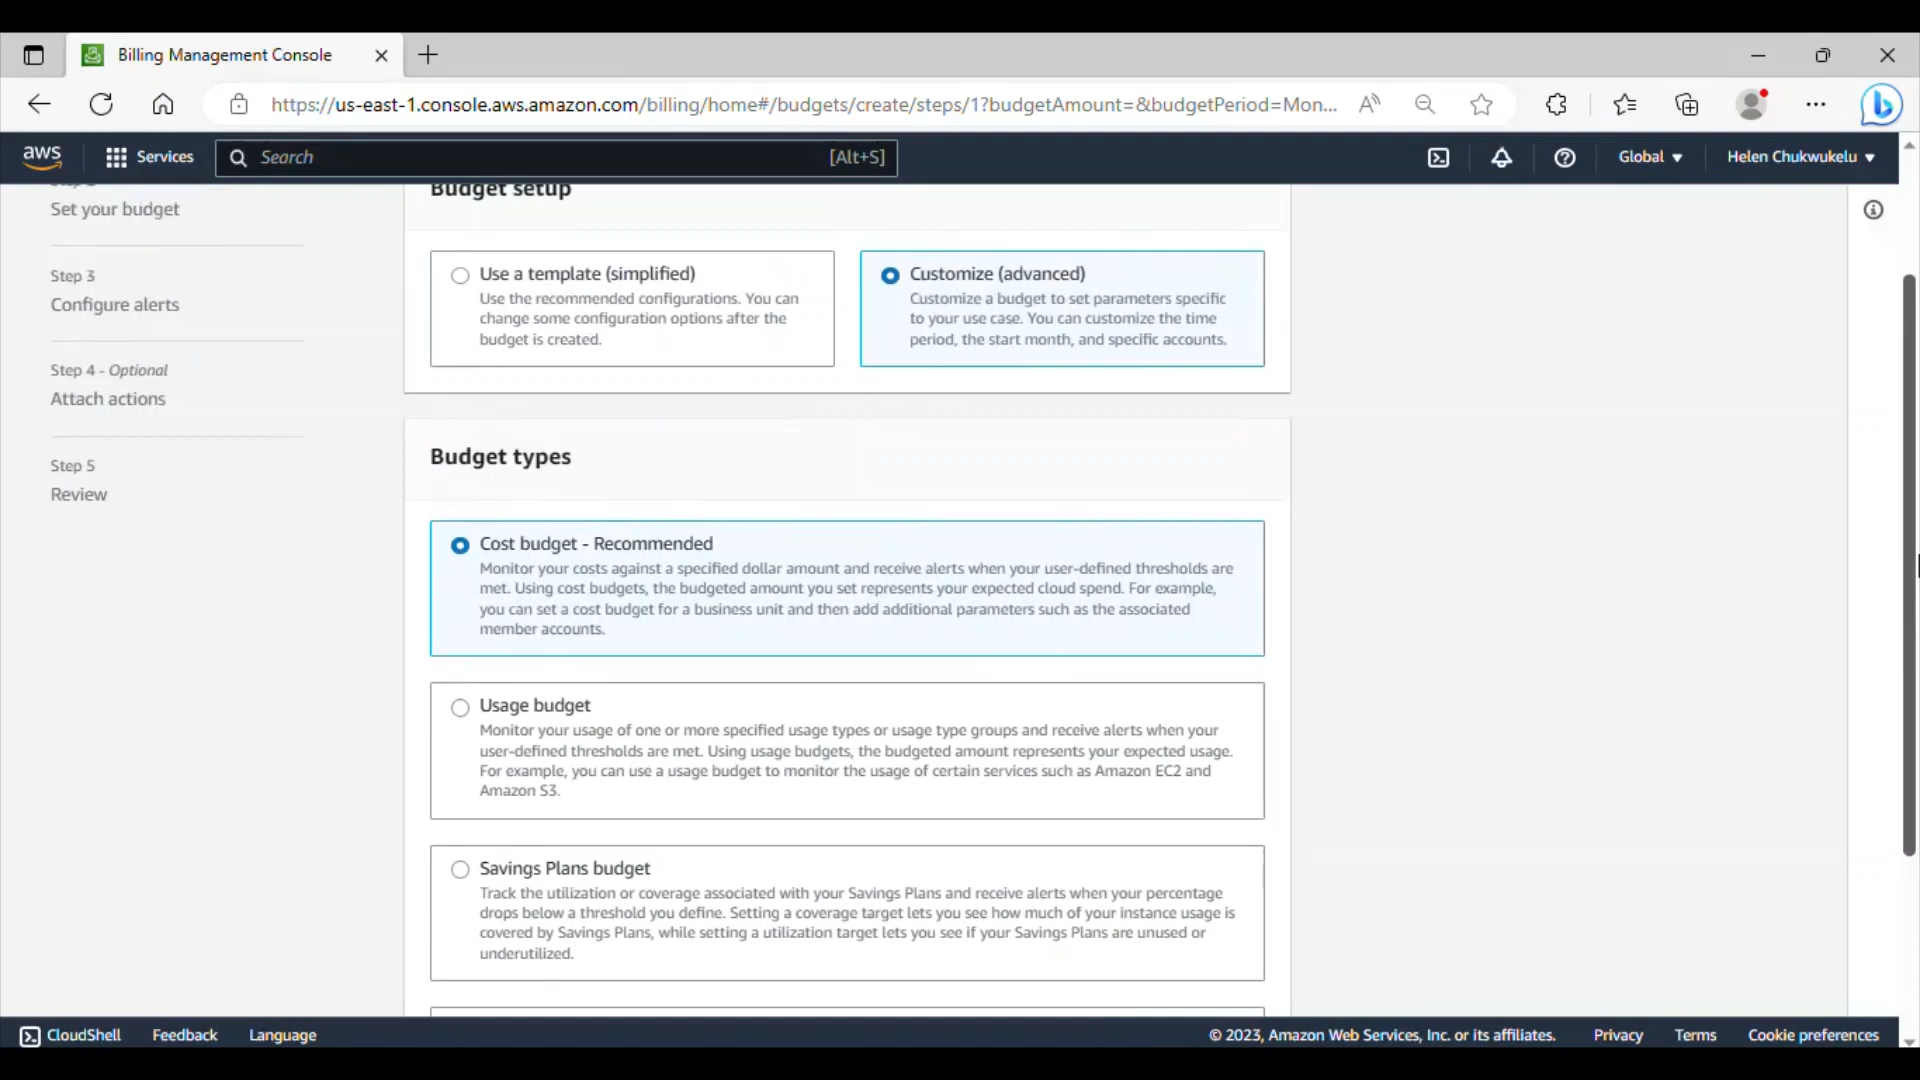 Billing Management Console
https://us-east-1.console.aws.amazon.com/billing/home#/budgets/create/steps/1?budgetAmount=&budgetPeriod=Mon...
aws
Services
Search
[Alt+S]
Global
Helen Chukwukelu
Set your budget
Step 3
Configure alerts
Step 4 - Optional
Attach actions
Step 5
Review
Budget setup
Use a template (simplified)
Use the recommended configurations. You can
change some configuration options after the
budget is created.
Customize (advanced)
Customize a budget to set parameters specific
to your use case. You can customize the time
period, the start month, and specific accounts.
Budget types
Cost budget - Recommended
Monitor your costs against a specified dollar amount and receive alerts when your user-defined thresholds are
met. Using cost budgets, the budgeted amount you set represents your expected cloud spend. For example,
you can set a cost budget for a business unit and then add additional parameters such as the associated
member accounts.
Usage budget
Monitor your usage of one or more specified usage types or usage type groups and receive alerts when your
user-defined thresholds are met. Using usage budgets, the budgeted amount represents your expected usage.
For example, you can use a usage budget to monitor the usage of certain services such as Amazon EC2 and
Amazon S3.
Savings Plans budget
Track the utilization or coverage associated with your Savings Plans and receive alerts when your percentage
drops below a threshold you define. Setting a coverage target lets you see how much of your instance usage is
covered by Savings Plans, while setting a utilization target lets you see if your Savings Plans are unused or
underutilized.
CloudShell
Feedback
Language
© 2023, Amazon Web Services, Inc. or its affiliates.
Privacy
Terms
Cookie preferences